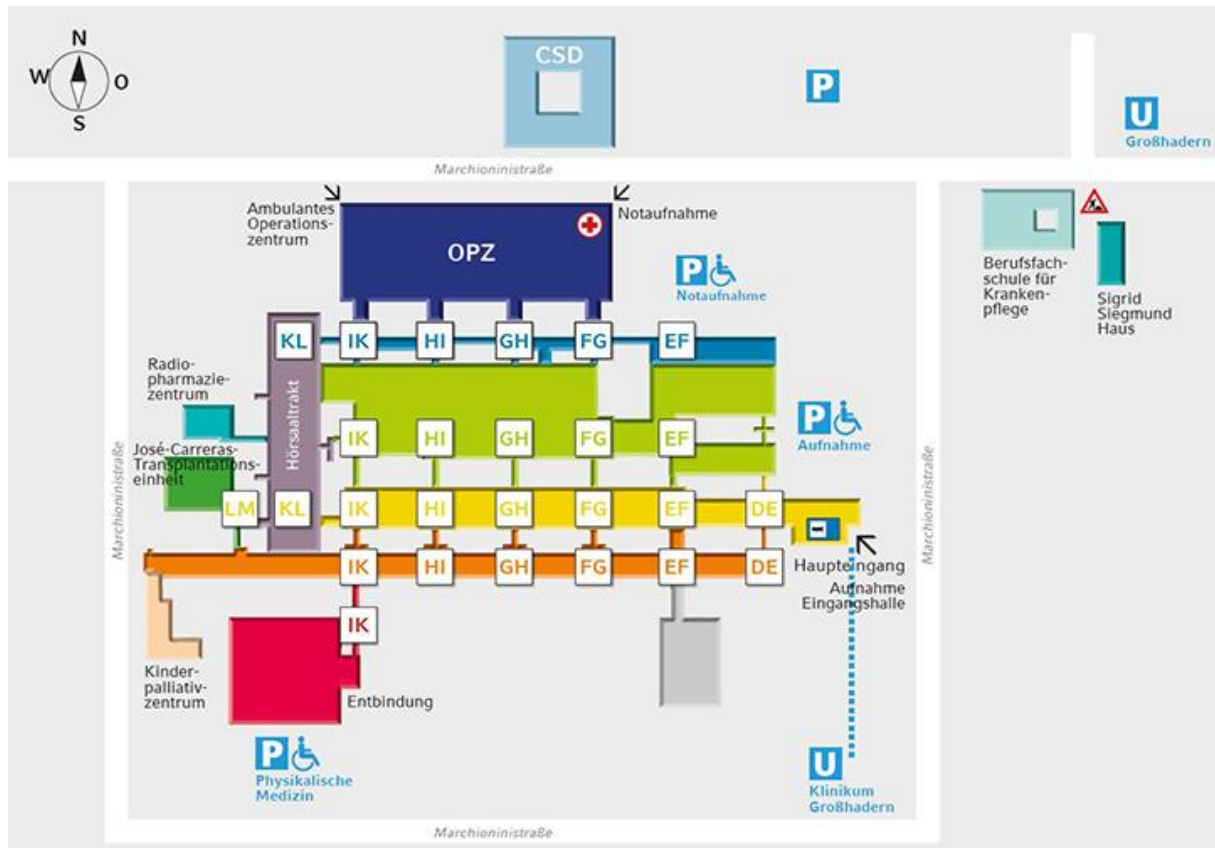 N
W
O
S
CSD
P
U
Großhadern
Marchioninistraße
Ambulantes
Operations-
zentrum
OPZ
Notaufnahme
P
Notaufnahme
Berufsfach-
schule für
Kranken-
pflege
Sigrid
Siegmund
Haus
KL
IK
HI
GH
FG
EF
Radio-
pharmazie-
zentrum
Hörsaaltrakt
P
Aufnahme
IK
HI
GH
FG
EF
José-Carreras-
Transplantations-
einheit
LM
KL
IK
HI
GH
FG
EF
DE
Marchioninistraße
Marchioninistraße
IK
HI
GH
FG
EF
DE
Haupteingang
Aufnahme
Eingangshalle
IK
Kinder-
palliativ-
zentrum
Entbindung
P
Physikalische
Medizin
U
Klinikum
Großhadern
Marchioninistraße